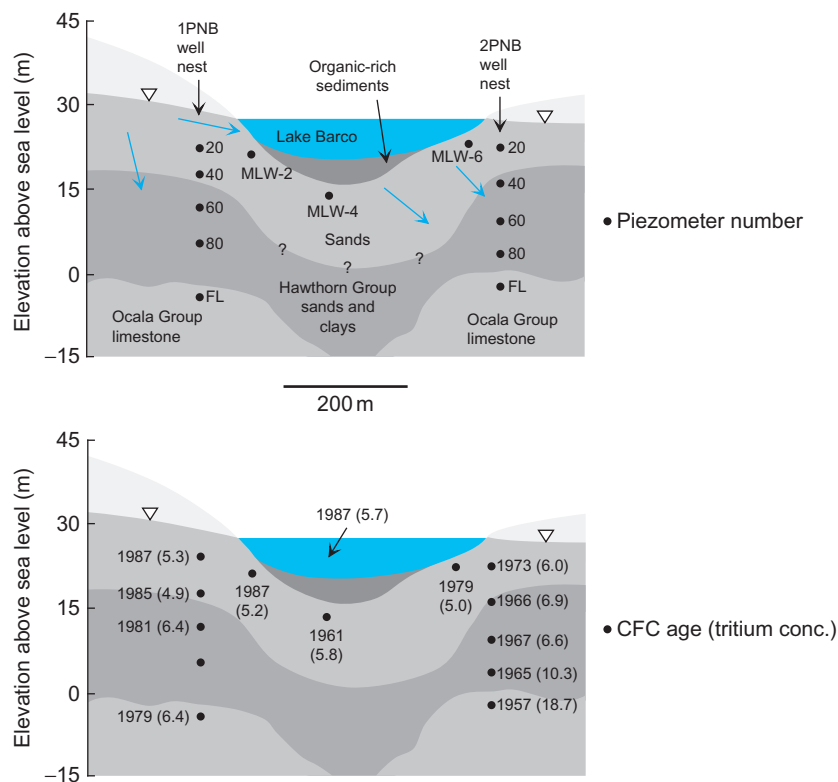 45
30
15
0
−15
Elevation above sea level (m)
1PNB
well
nest
2PNB
well
nest
Organic-rich
sediments
Lake Barco
20
40
60
80
FL
MLW-2
MLW-4
MLW-6
20
40
60
80
FL
Sands
?
?
?
Hawthorn Group
sands and
clays
Ocala Group
limestone
Ocala Group
limestone
Piezometer number
200 m
45
30
15
0
−15
Elevation above sea level (m)
1987 (5.7)
1987 (5.3)
1985 (4.9)
1981 (6.4)
1979 (6.4)
1987
(5.2)
1961
(5.8)
1979
(5.0)
1973 (6.0)
1966 (6.9)
1967 (6.6)
1965 (10.3)
1957 (18.7)
CFC age (tritium conc.)